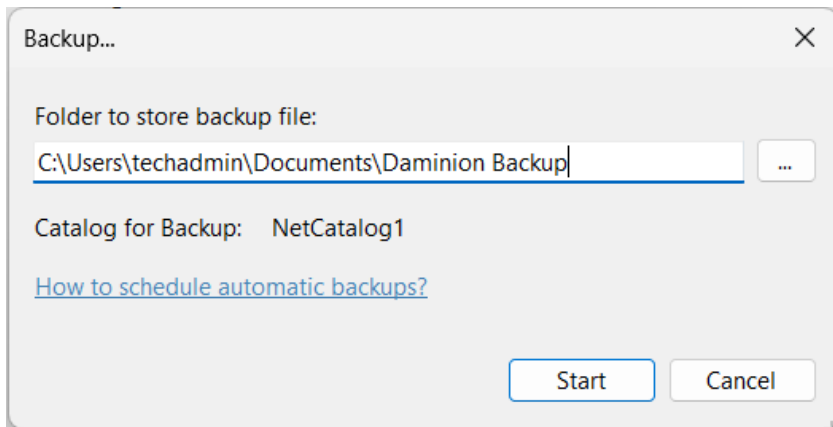 Backup...
Folder to store backup file:
C:\Users\techadmin\Documents\Daminion Backup
...
Catalog for Backup: NetCatalog1
How to schedule automatic backups?
Start Cancel